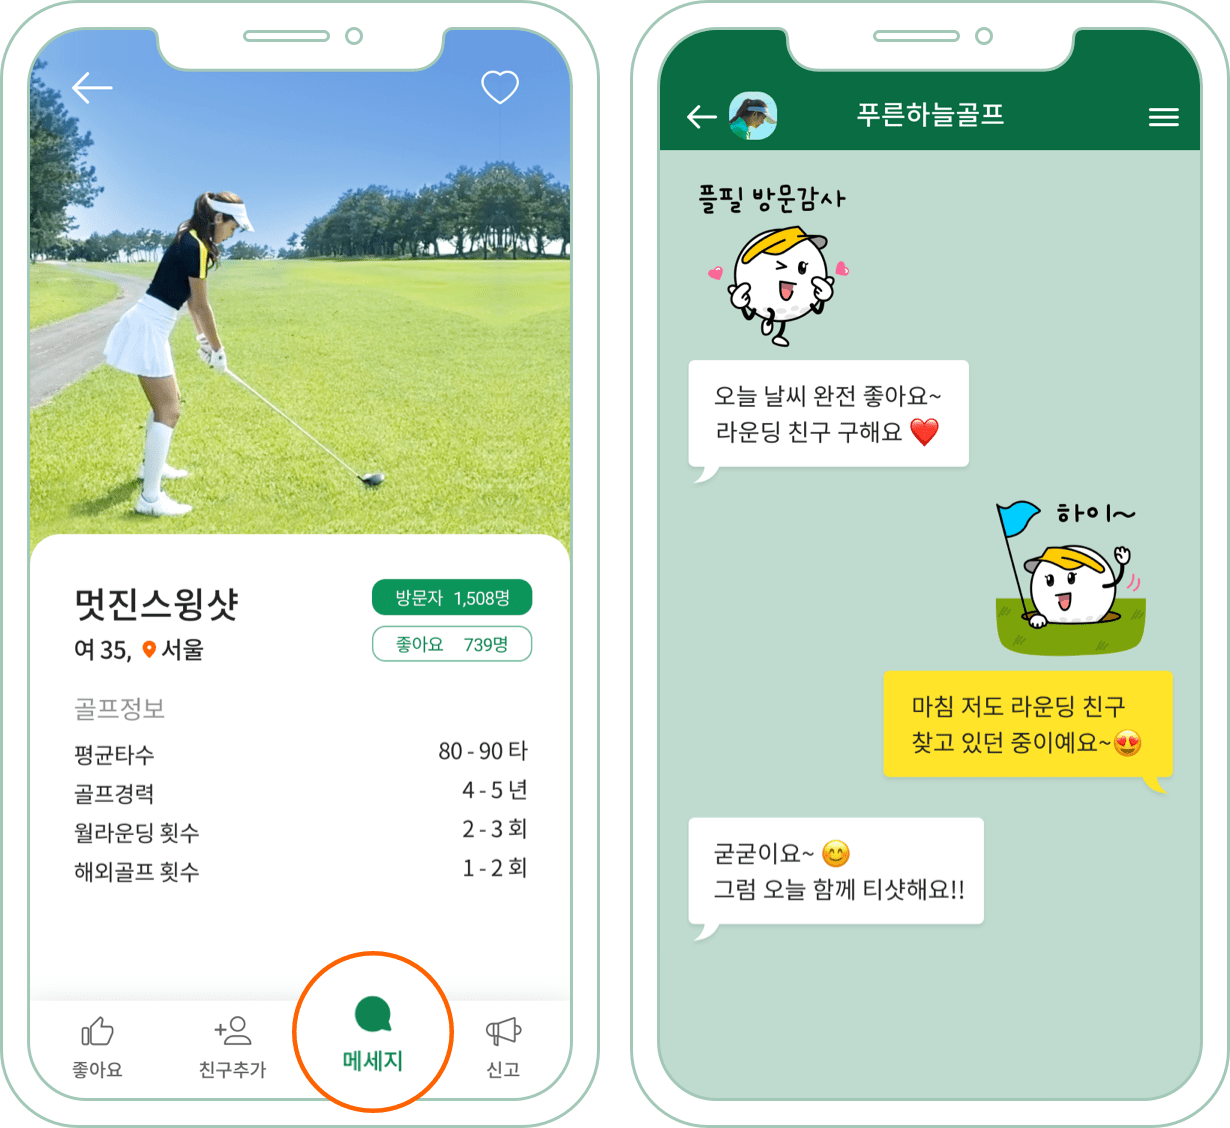 멋진스윙샷
방문자 1,508명
여 35, 서울
좋아요 739명
골프정보
평균타수 80 - 90 타
골프경력 4 - 5 년
월라운딩 횟수 2 - 3 회
해외골프 횟수 1 - 2 회
좋아요
친구추가
메세지
신고
푸른하늘골프
플필 방문감사
오늘 날씨 완전 좋아요~
라운딩 친구 구해요
하이~
마침 저도 라운딩 친구
찾고 있던 중이예요~
굳굳이요~
그럼 오늘 함께 티샷해요!!